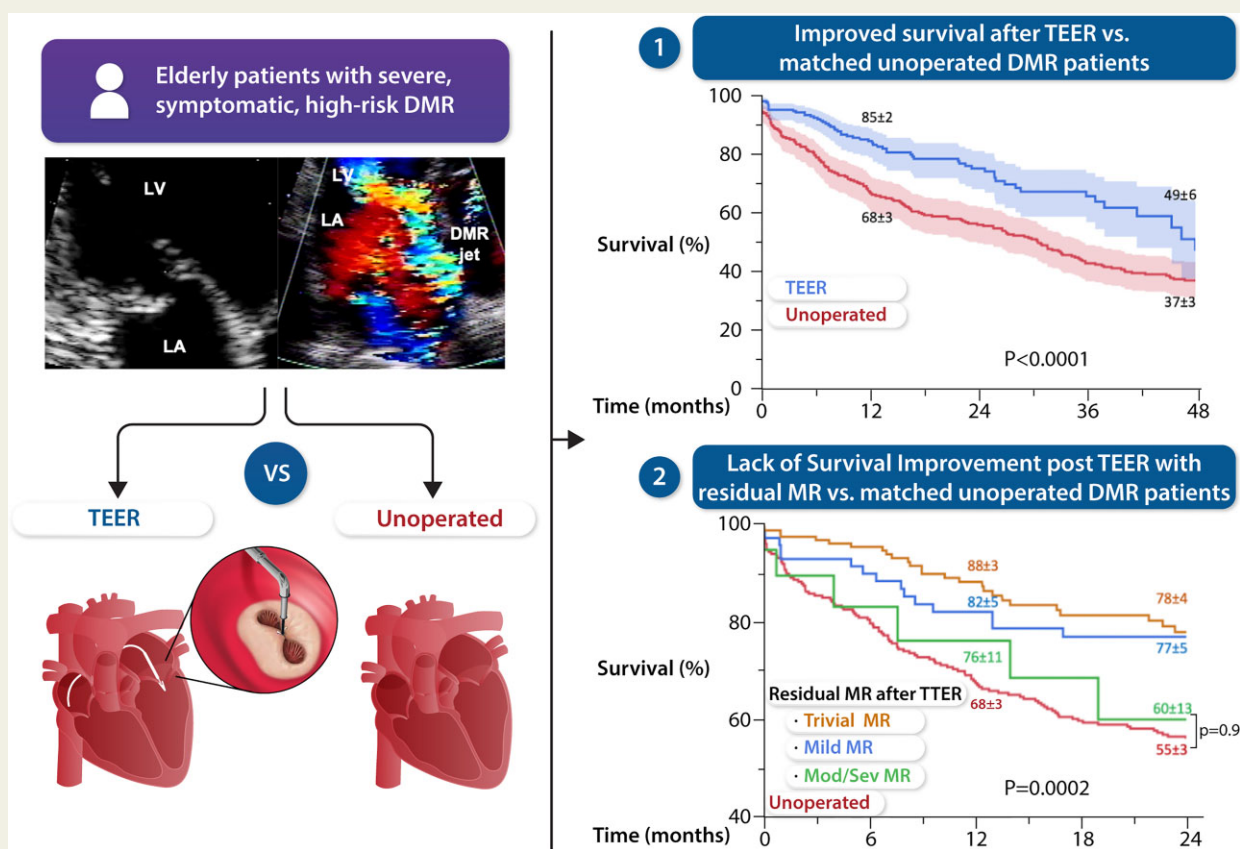 Elderly patients with severe,
symptomatic, high-risk DMR
LV
LA
LV
LA
DMR
jet
VS
TEER
Unoperated
1
Improved survival after TEER vs.
matched unoperated DMR patients
100
80
60
40
20
0
Survival (%)
85±2
68±3
49±6
37±3
TEER
Unoperated
P<0.0001
Time (months)
0 12 24 36 48
2
Lack of Survival Improvement post TEER with
residual MR vs. matched unoperated DMR patients
100
80
60
40
Survival (%)
88±3
82±5
76±11
68±3
78±4
77±5
60±13
55±3
p=0.9
Residual MR after TTER
· Trivial MR
· Mild MR
· Mod/Sev MR
Unoperated
P=0.0002
Time (months)
0 6 12 18 24